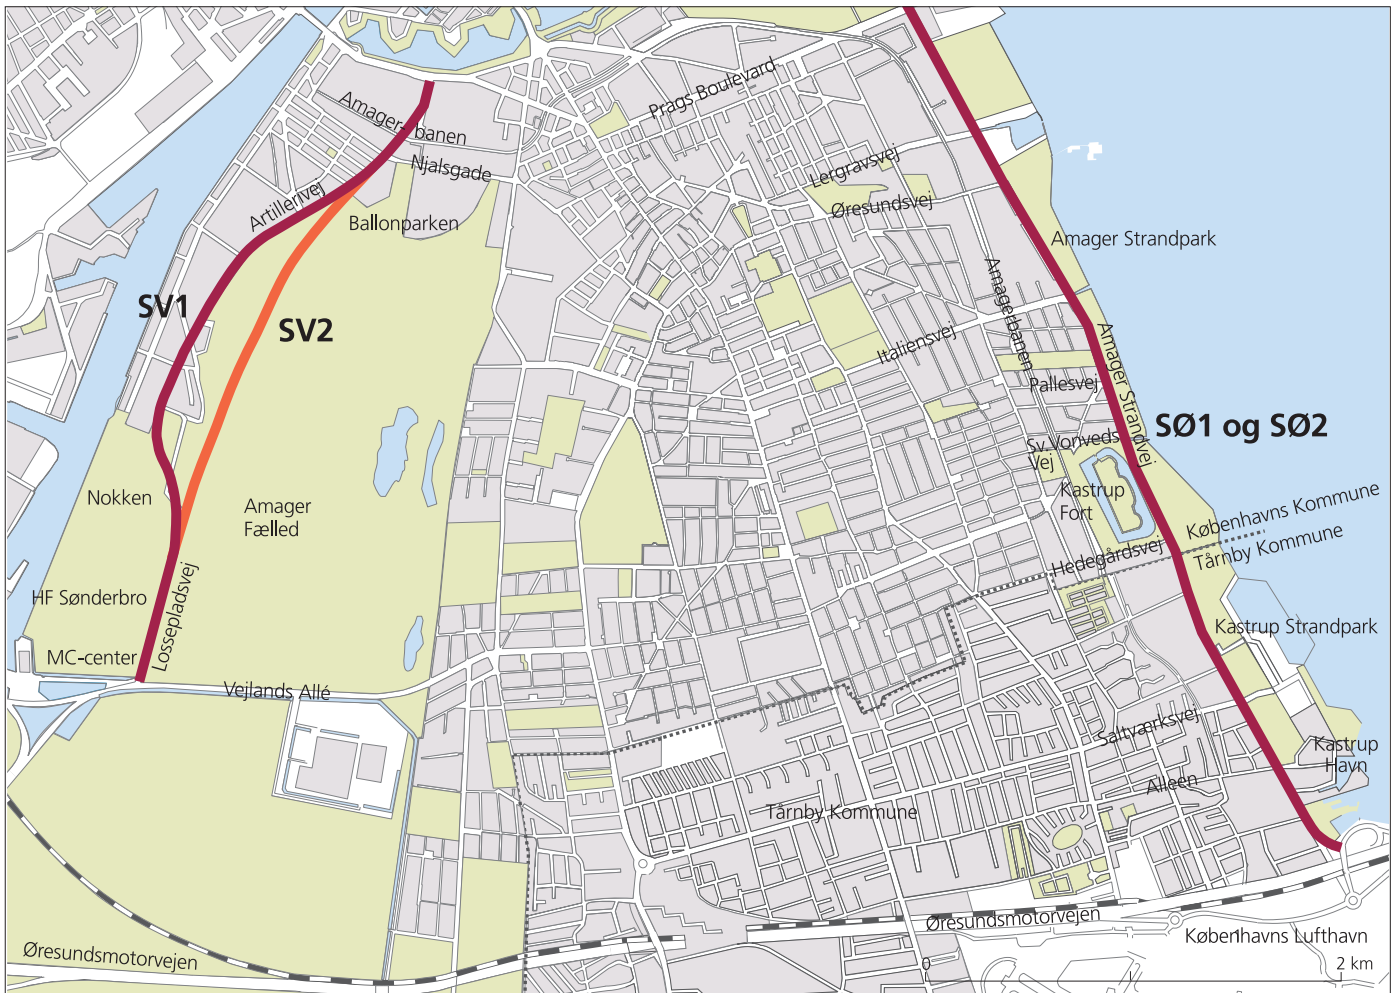 Prags Boulevard
Amager-
banen
Njalsgade
Lergravsvej
Artillerivej
Ballonparken
Øresundsvej
Amager Strandpark
Amagerbanen
SV1
SV2
Italiensvej
Amager Strandvej
Pallesvej
SØ1 og SØ2
Sv. Vonveds
Vej
Nokken
Amager
Fælled
Kastrup
Fort
Københavns Kommune
Tårnby Kommune
Hedegårdsvej
HF Sønderbro
Lossepladsvej
Kastrup Strandpark
MC-center
Vejlands Allé
Saltværksvej
Kastrup
Havn
Alleen
Tårnby Kommune
Øresundsmotorvejen
Københavns Lufthavn
Øresundsmotorvejen
0
2 km